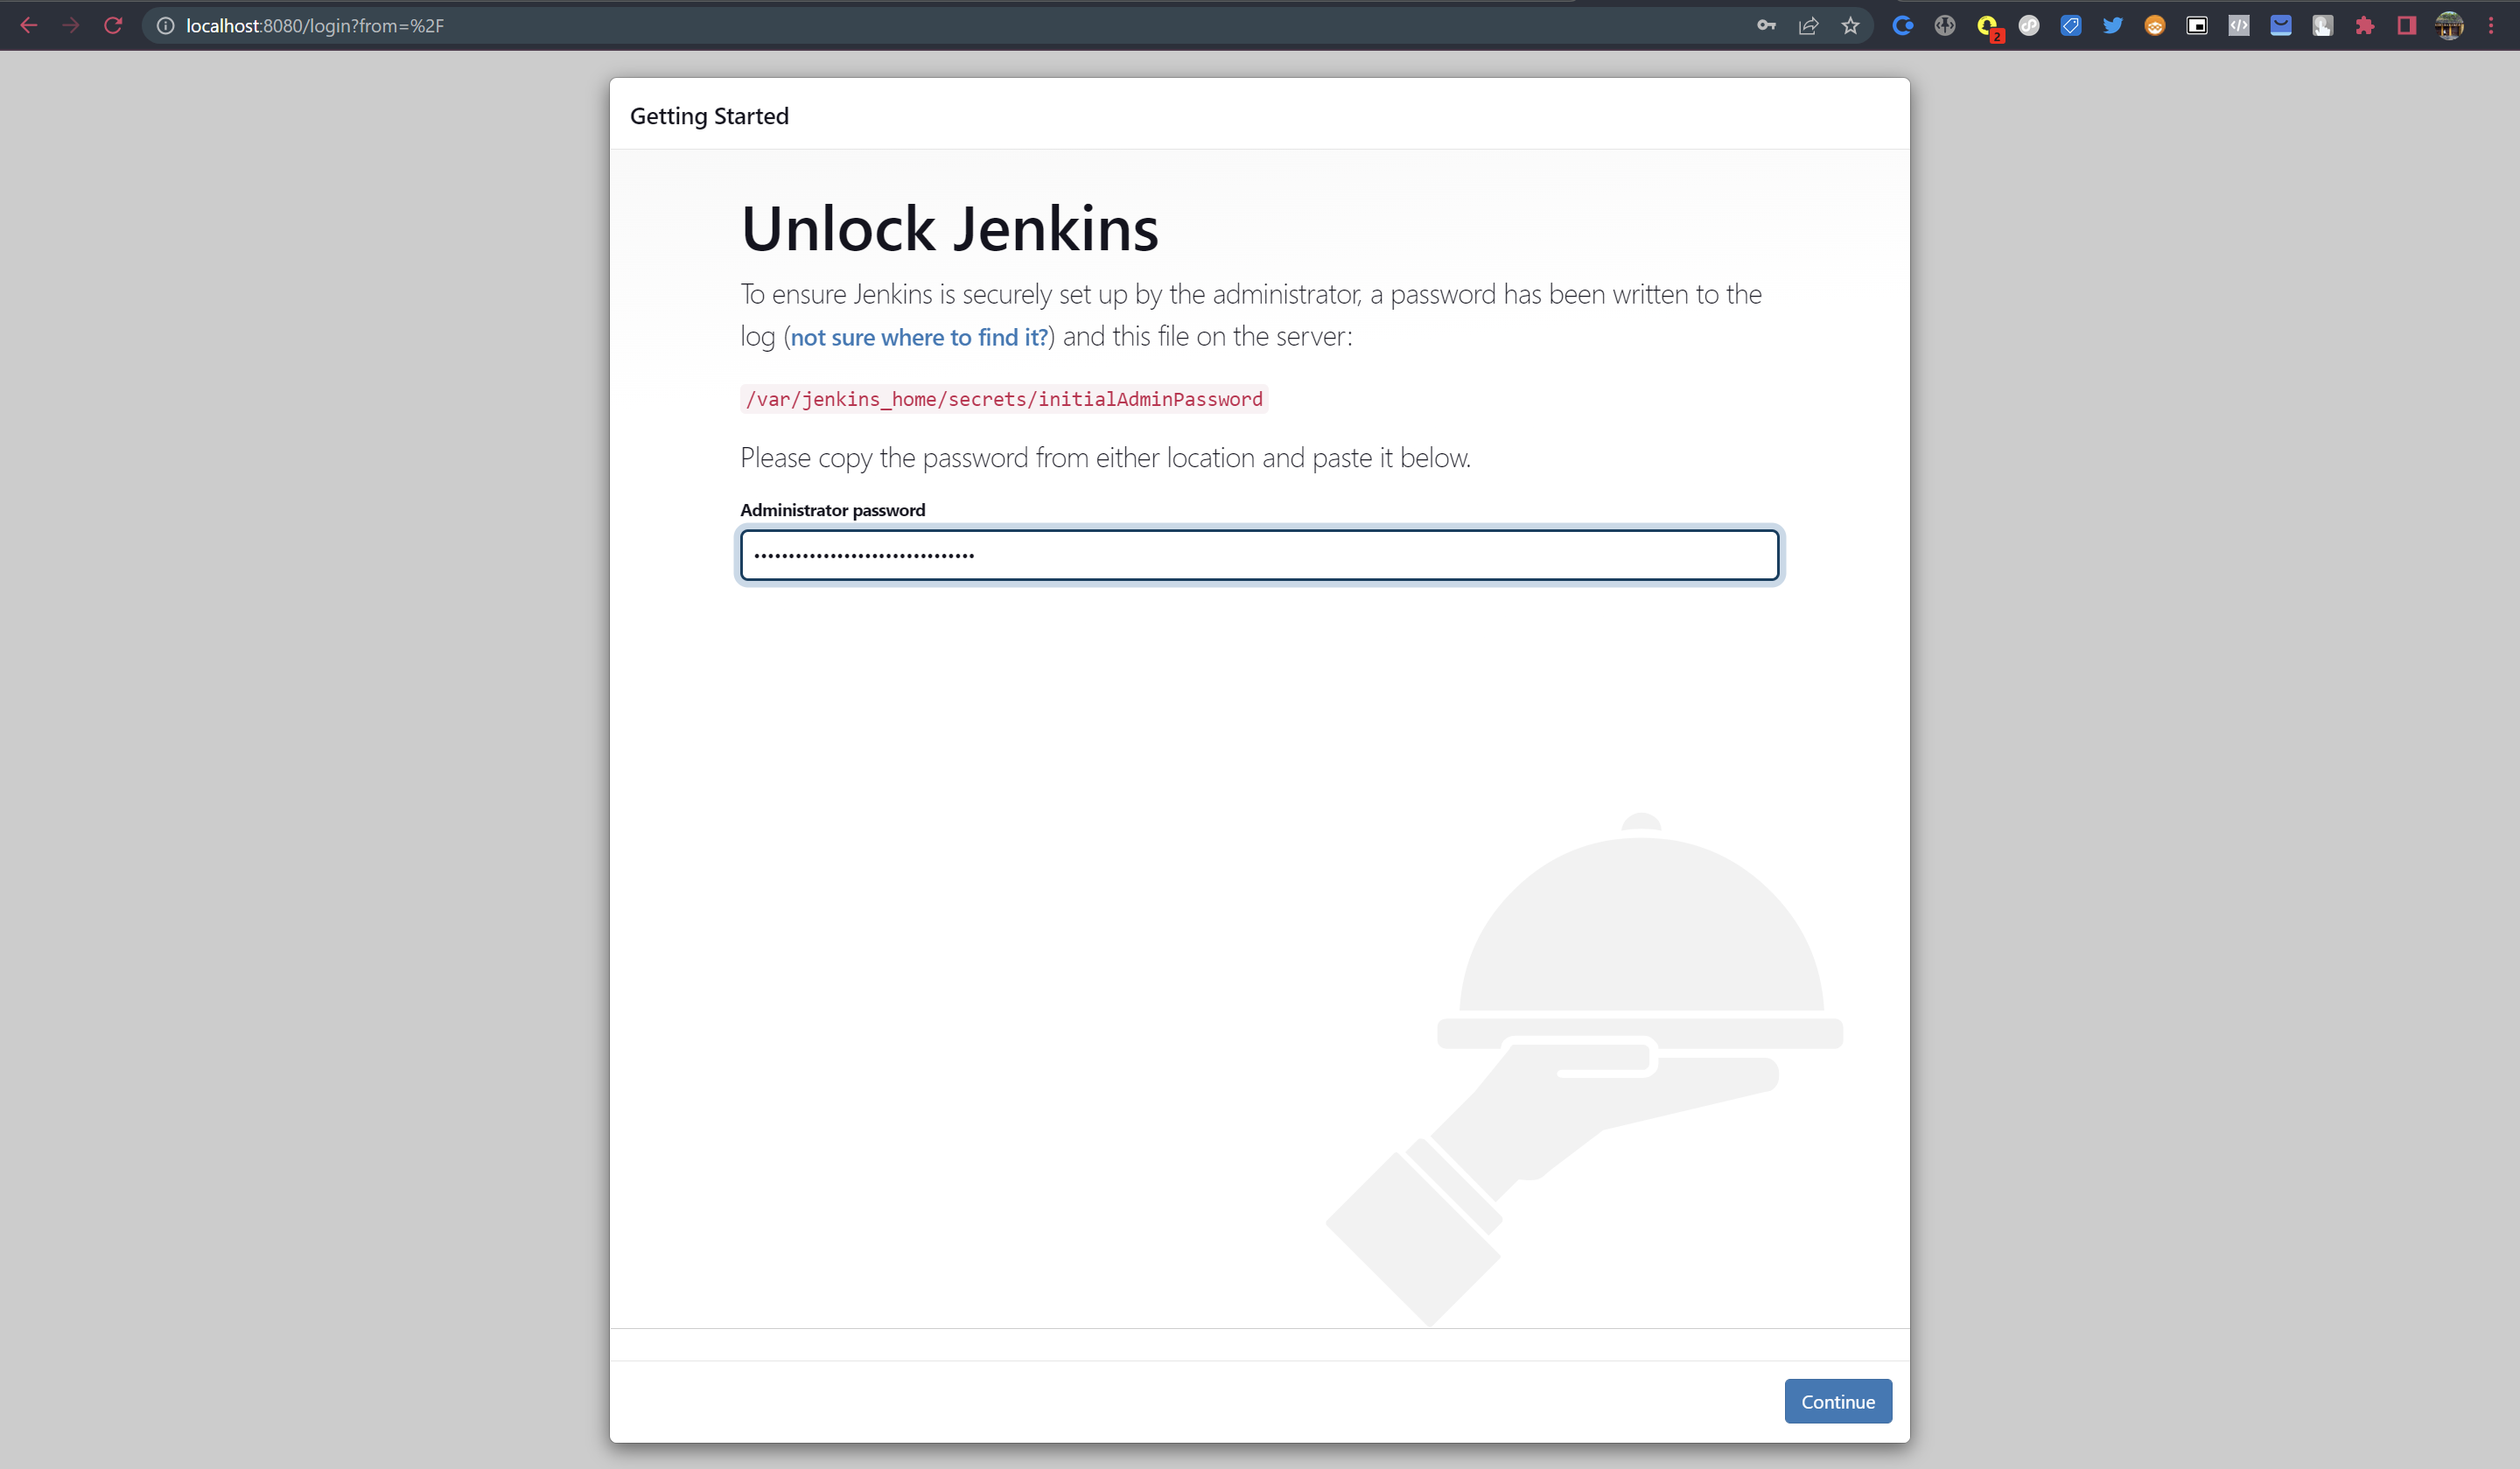 localhost:8080/login?from=%2F
2
Getting Started
Unlock Jenkins
To ensure Jenkins is securely set up by the administrator, a password has been written to the
log (not sure where to find it?) and this file on the server:
/var/jenkins_home/secrets/initialAdminPassword
Please copy the password from either location and paste it below.
Administrator password
••••••••••••••••••••••••••••••••
Continue